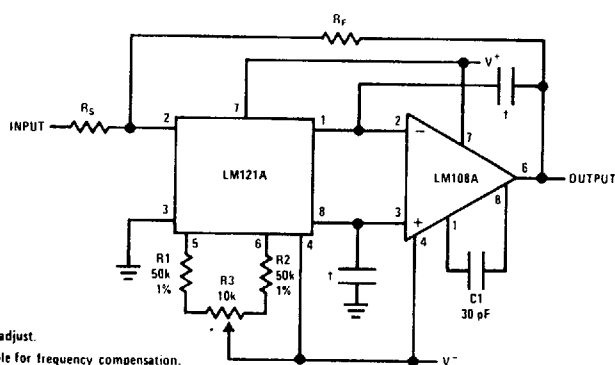 RF
V+
RS
INPUT
2
7
1
2
7
†
LM121A
LM108A
6
OUTPUT
3
8
3
8
5
6
4
4
1
R1
50k
1%
R2
50k
1%
R3
10k
†
C1
30 pF
V−
adjust.
for frequency compensation.